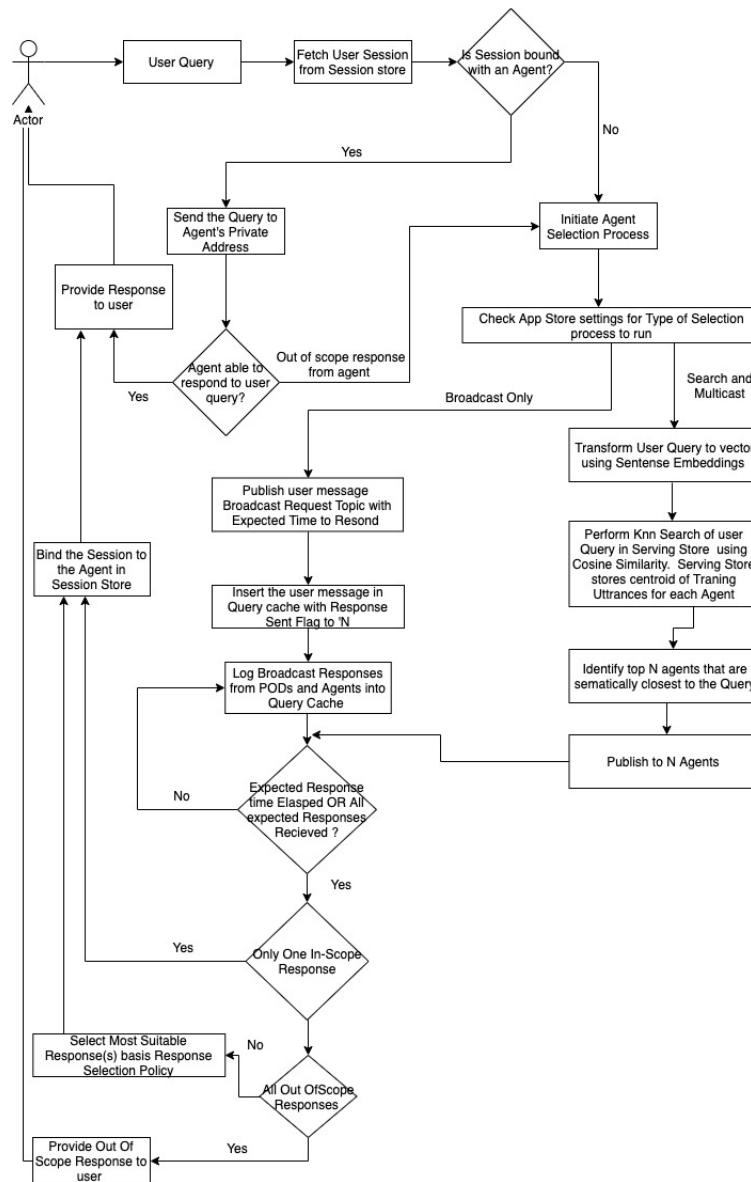 User Query
Fetch User Session
from Session store
Is Session bound
with an Agent?
Actor
No
Yes
Send the Query to
Agent's Private
Address
Initiate Agent
Selection Process
Provide Response
to user
Check App Store settings for Type of Selection
process to run
Agent able to
respond to user
query?
Out of scope response
from agent
Yes
Broadcast Only
Search and
Multicast
Transform User Query to vector
using Sentense Embeddings
Publish user message
Broadcast Request Topic with
Expected Time to Resond
Perform Knn Search of user
Query in Serving Store using
Cosine Similarity. Serving Store
stores centroid of Traning
Uttrances for each Agent
Bind the Session to
the Agent in
Session Store
Insert the user message in
Query cache with Response
Sent Flag to 'N
Log Broadcast Responses
from PODs and Agents into
Query Cache
Identify top N agents that are
sematically closest to the Query
Publish to N Agents
Expected Response
time Elasped OR All
expected Responses
Recieved ?
No
Yes
Only One In-Scope
Response
Yes
Select Most Suitable
Response(s) basis Response
Selection Policy
No
All Out OfScope
Responses
Yes
Provide Out Of
Scope Response to
user